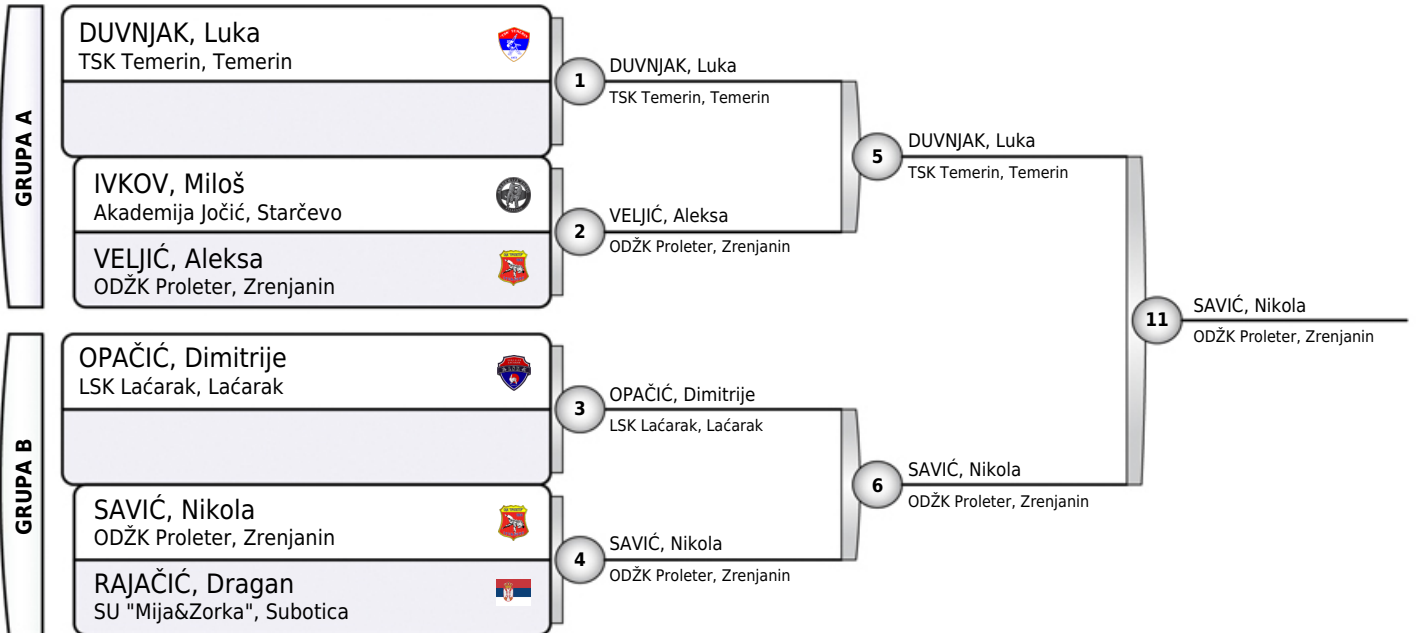 GRUPA A
DUVNJAK, Luka
TSK Temerin, Temerin
IVKOV, Miloš
Akademija Jočić, Starčevo
VELJIĆ, Aleksa
ODŽK Proleter, Zrenjanin
GRUPA B
OPAČIĆ, Dimitrije
LSK Laćarak, Laćarak
SAVIĆ, Nikola
ODŽK Proleter, Zrenjanin
RAJAČIĆ, Dragan
SU "Mija&Zorka", Subotica
1
DUVNJAK, Luka
TSK Temerin, Temerin
2
VELJIĆ, Aleksa
ODŽK Proleter, Zrenjanin
3
OPAČIĆ, Dimitrije
LSK Laćarak, Laćarak
4
SAVIĆ, Nikola
ODŽK Proleter, Zrenjanin
5
DUVNJAK, Luka
TSK Temerin, Temerin
6
SAVIĆ, Nikola
ODŽK Proleter, Zrenjanin
11
SAVIĆ, Nikola
ODŽK Proleter, Zrenjanin